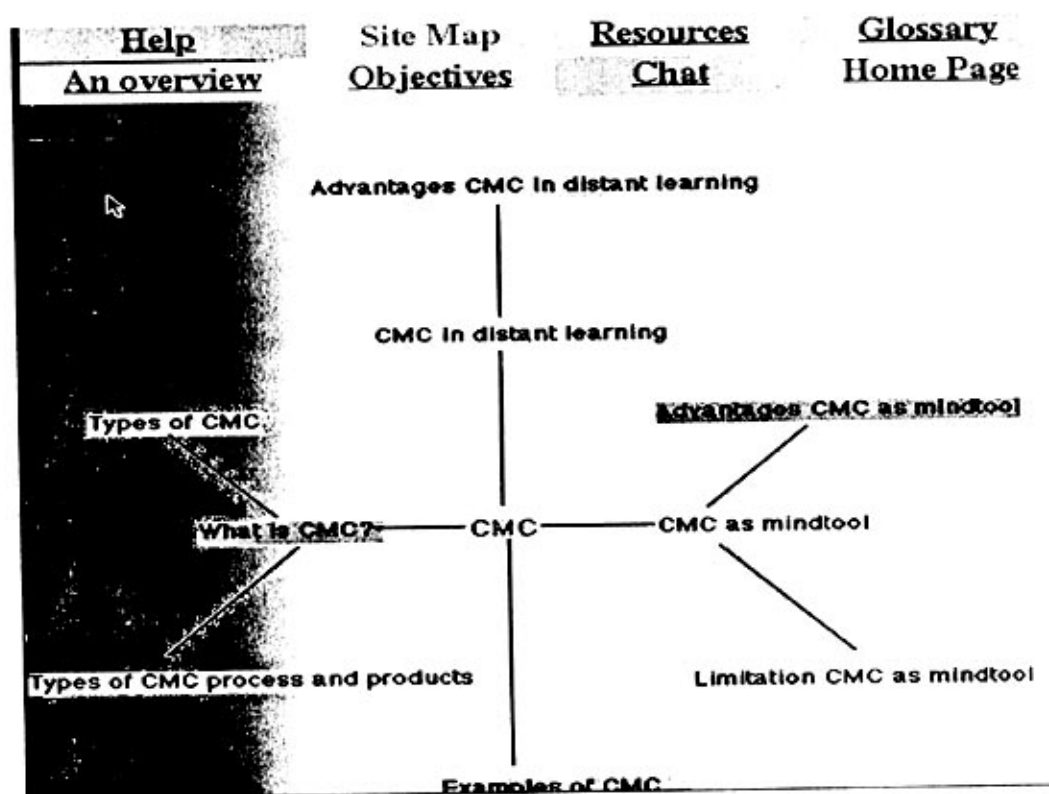 Help Site Map Resources Glossary
An overview Objectives Chat Home Page
Advantages CMC in distant learning
CMC in distant learning
Advantages CMC as mindtool
Types of CMC
What is CMC? CMC CMC as mindtool
Types of CMC process and products Limitation CMC as mindtool
Examples of CMC